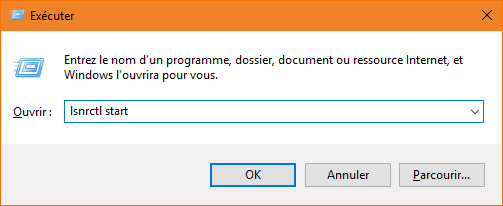 Exécuter
Entrez le nom d'un programme, dossier, document ou ressource Internet, et
Windows l'ouvrira pour vous.
Ouvrir : lsnrctl start
OK Annuler Parcourir...